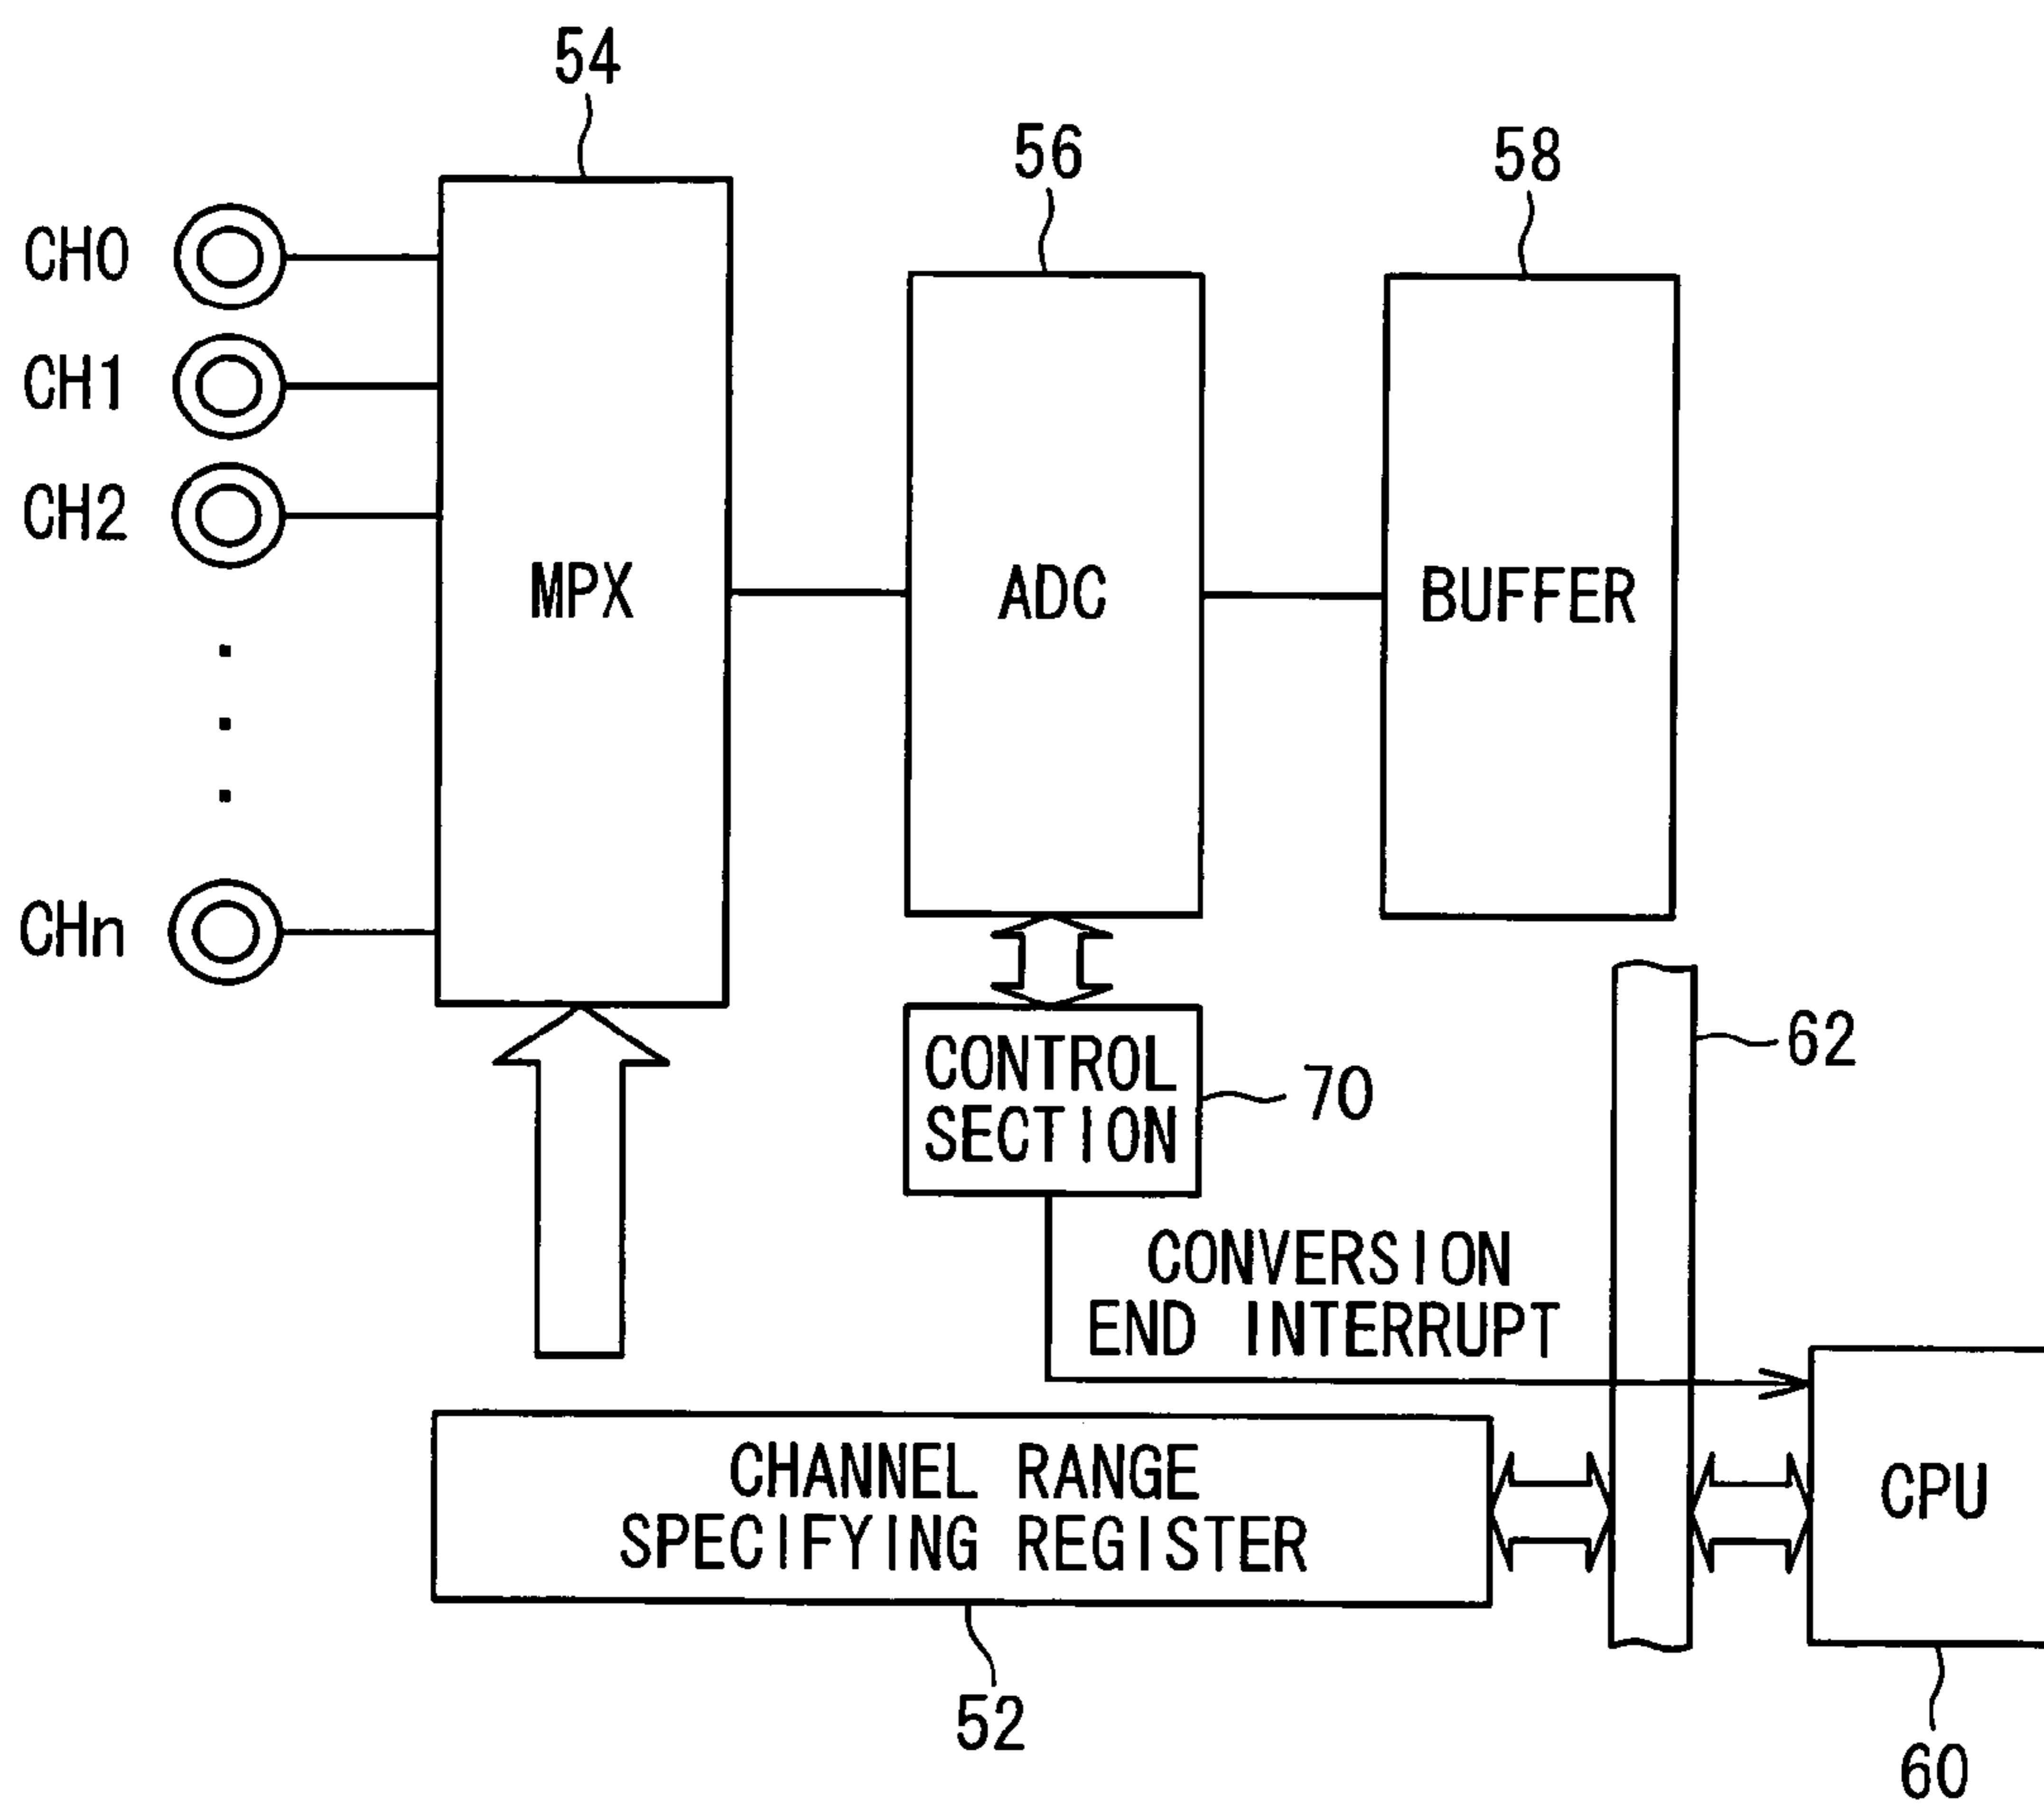 54
56
58
CH0
CH1
CH2
MPX
ADC
BUFFER
CHn
CONTROL
SECTION
62
70
CONVERSION
END INTERRUPT
CHANNEL RANGE
SPECIFYING REGISTER
CPU
52
60